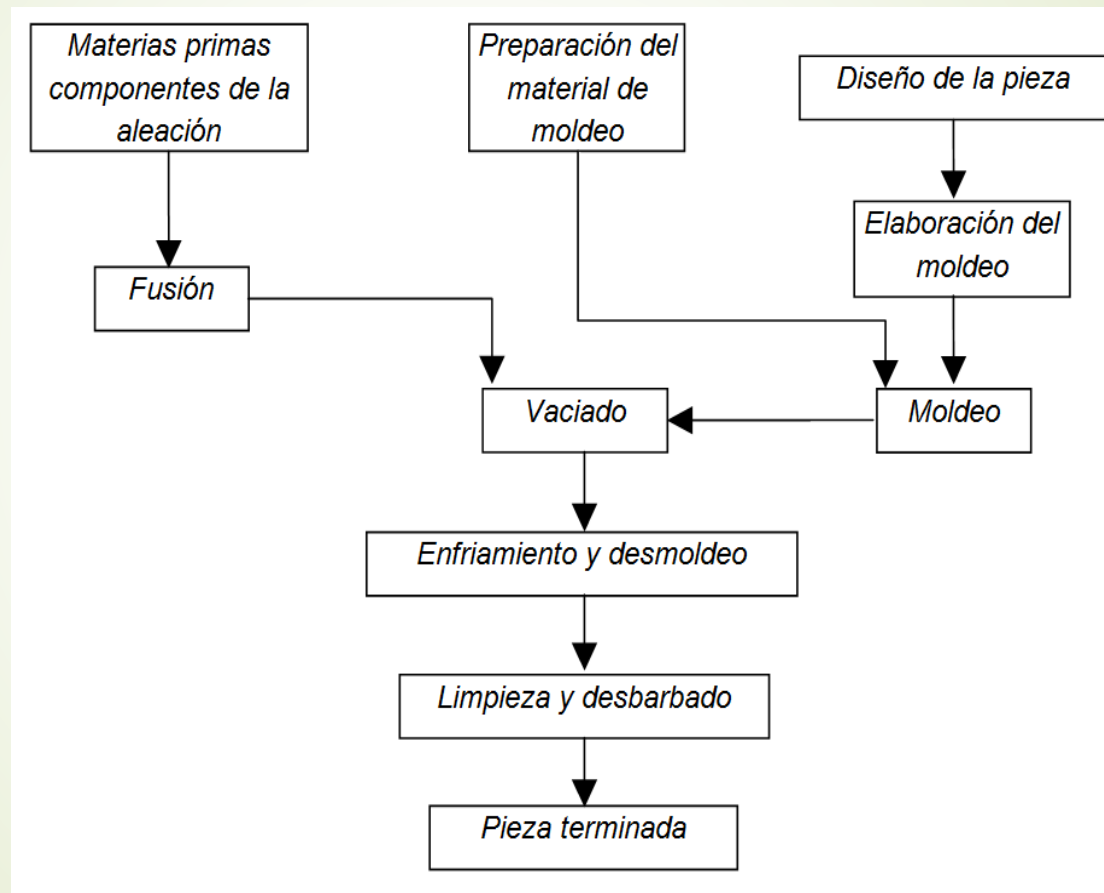 Materias primas
componentes de la
aleación
Preparación del
material de
moldeo
Diseño de la pieza
Elaboración del
moldeo
Fusión
Vaciado
Moldeo
Enfriamiento y desmoldeo
Limpieza y desbarbado
Pieza terminada